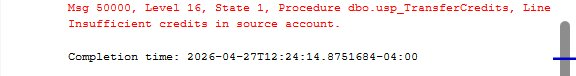 Msg 50000, Level 16, State 1, Procedure dbo.usp_TransferCredits, Line
Insufficient credits in source account.
Completion time: 2026-04-27T12:24:14.8751684-04:00